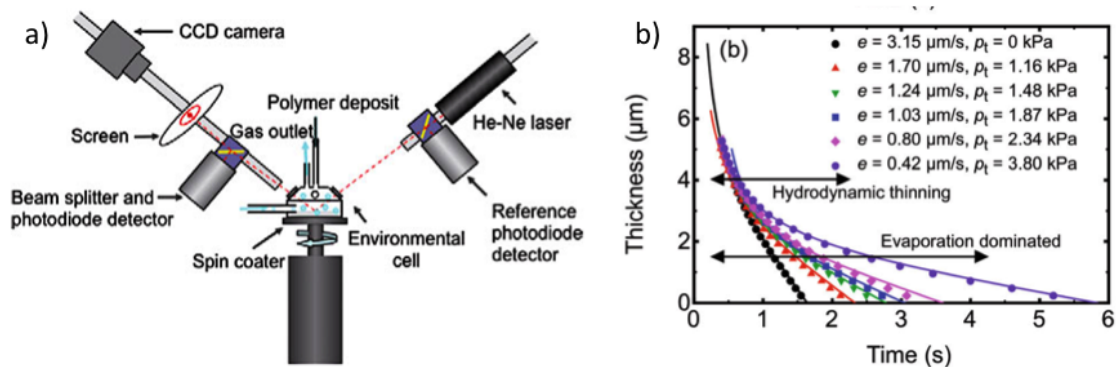 a)
CCD camera
Screen
Beam splitter and
photodiode detector
Polymer deposit
Gas outlet
He-Ne laser
Reference
photodiode
detector
Environmental
cell
Spin coater
b)
(b)
e = 3.15 µm/s, pt = 0 kPa
e = 1.70 µm/s, pt = 1.16 kPa
e = 1.24 µm/s, pt = 1.48 kPa
e = 1.03 µm/s, pt = 1.87 kPa
e = 0.80 µm/s, pt = 2.34 kPa
e = 0.42 µm/s, pt = 3.80 kPa
Hydrodynamic thinning
Evaporation dominated
Thickness (µm)
8
6
4
2
0
0 1 2 3 4 5 6
Time (s)